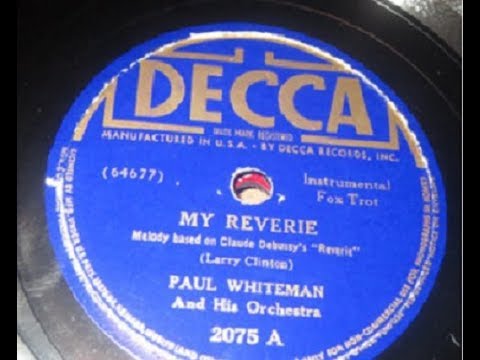 DECCA
TRADE MARK REGISTERED
MANUFACTURED IN U.S.A. - BY DECCA RECORDS, INC.
(64677)
Instrumental
Fox Trot
MY REVERIE
Melody based on Claude Debussy's "Reverie"
(Larry Clinton)
PAUL WHITEMAN
And His Orchestra
2075 A